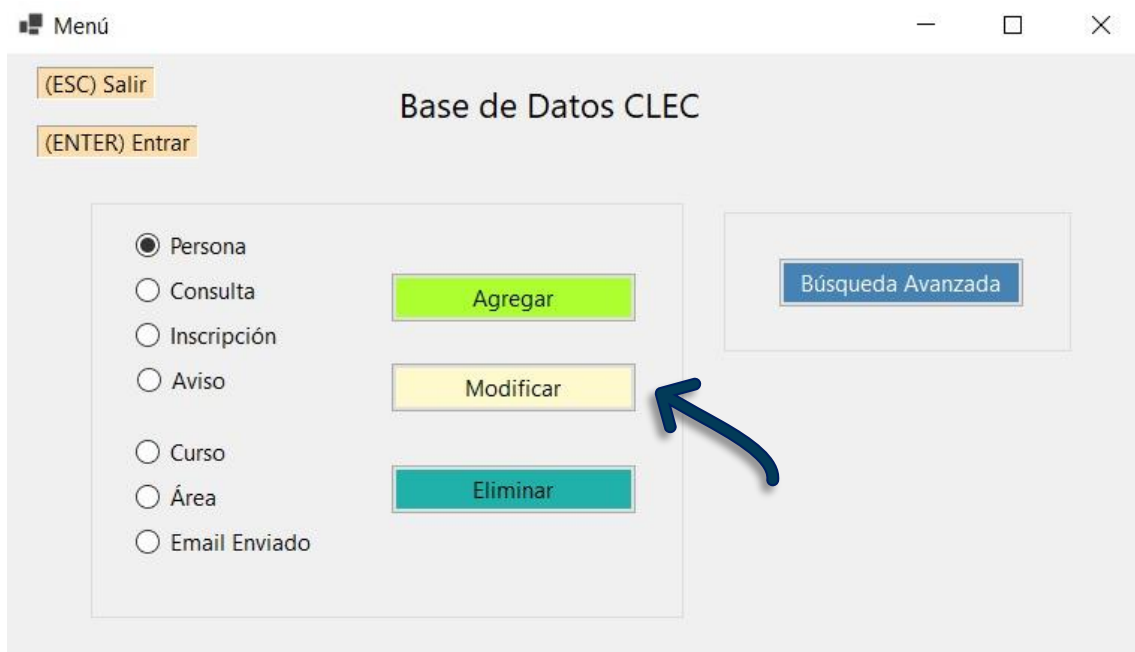 Menú
(ESC) Salir
Base de Datos CLEC
(ENTER) Entrar
Persona
Consulta
Inscripción
Aviso
Curso
Área
Email Enviado
Agregar
Modificar
Eliminar
Búsqueda Avanzada